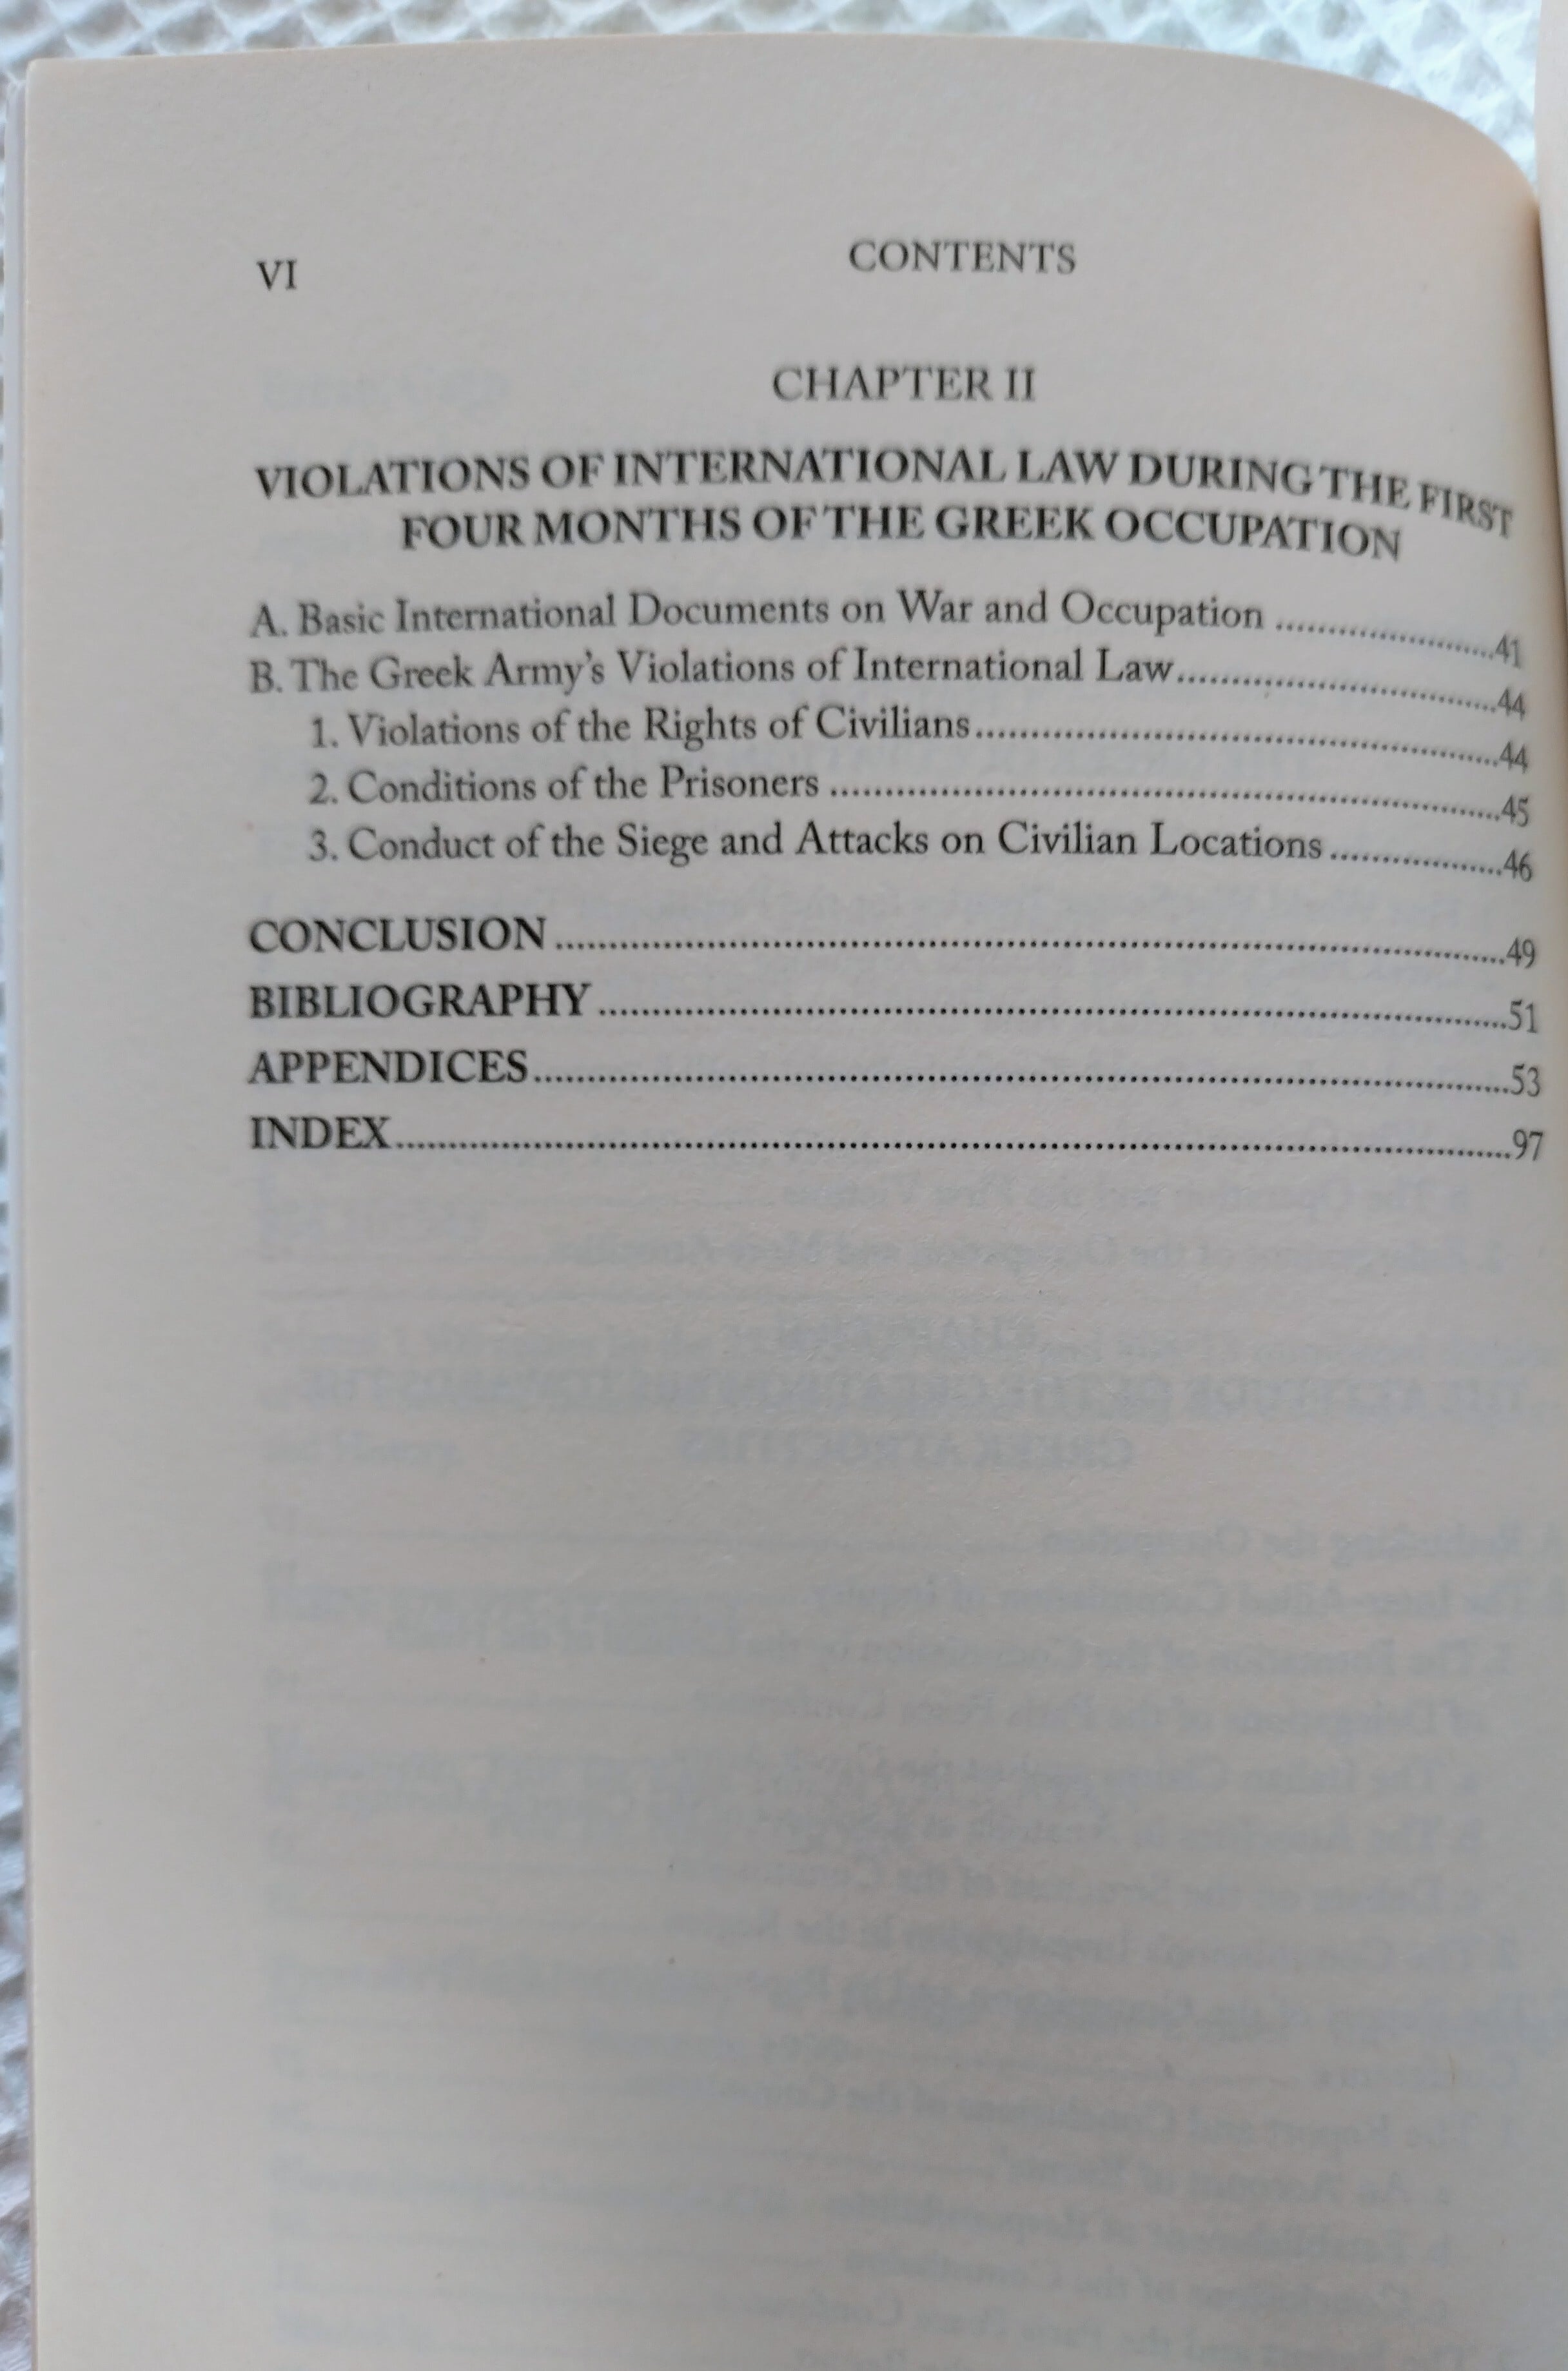 VI CONTENTS
CHAPTER II
VIOLATIONS OF INTERNATIONAL LAW DURING THE FIRST
FOUR MONTHS OF THE GREEK OCCUPATION
A. Basic International Documents on War and Occupation ....................41
B. The Greek Army's Violations of International Law..............................44
1. Violations of the Rights of Civilians................................................44
2. Conditions of the Prisoners ..............................................................45
3. Conduct of the Siege and Attacks on Civilian Locations................46
CONCLUSION.......................................................................................49
BIBLIOGRAPHY...................................................................................51
APPENDICES.........................................................................................53
INDEX......................................................................................................97